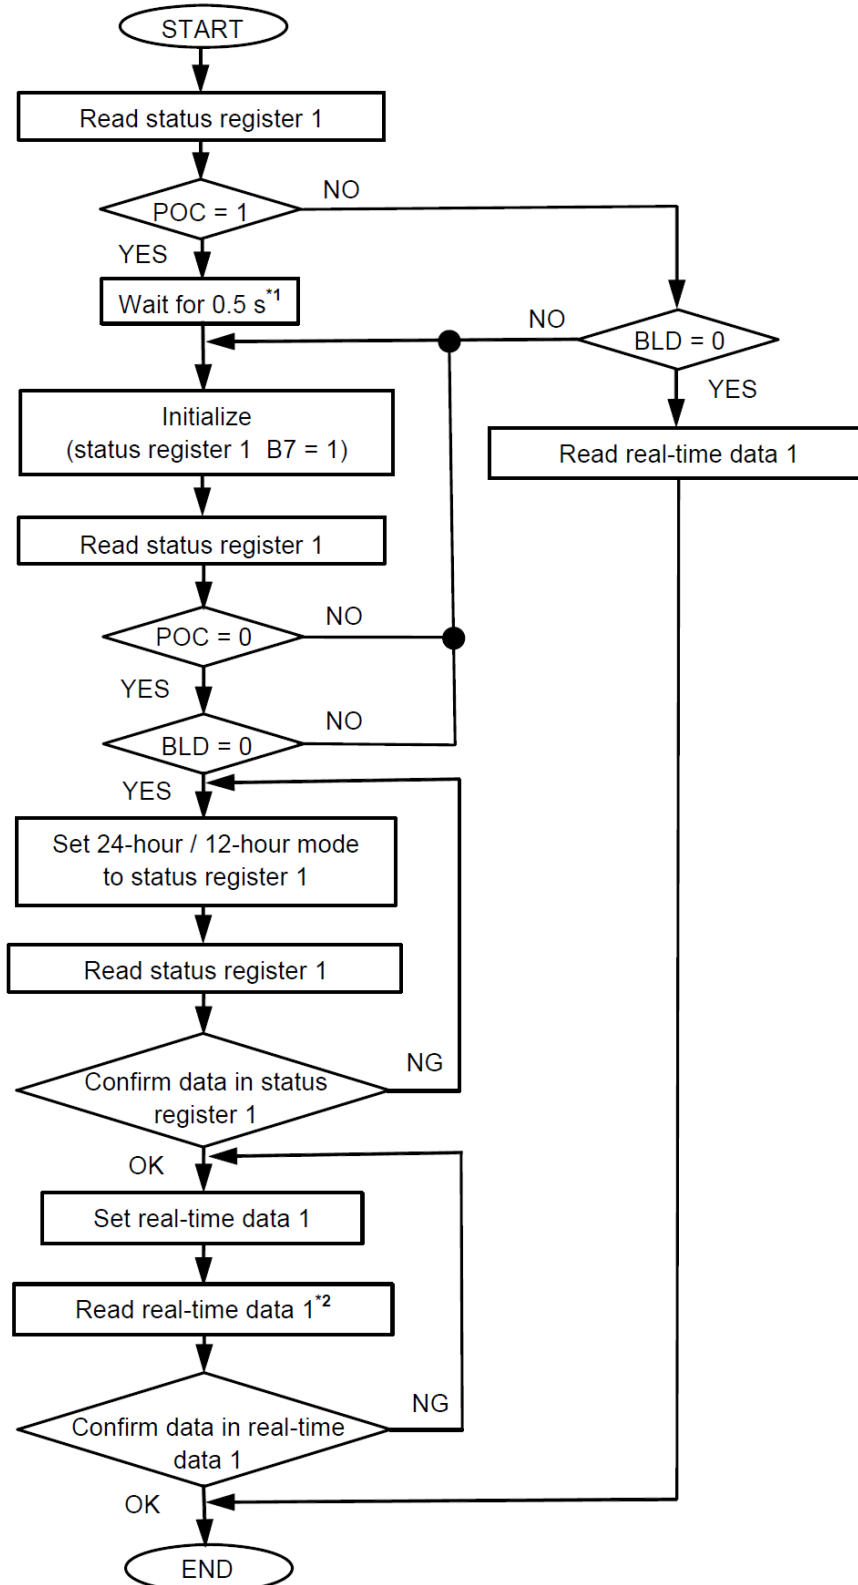 START
Read status register 1
POC = 1
NO
YES
Wait for 0.5 s*1
NO
BLD = 0
YES
Initialize
(status register 1  B7 = 1)
Read real-time data 1
Read status register 1
POC = 0
NO
YES
BLD = 0
NO
YES
Set 24-hour / 12-hour mode
to status register 1
Read status register 1
Confirm data in status
register 1
NG
OK
Set real-time data 1
Read real-time data 1*2
Confirm data in real-time
data 1
NG
OK
END